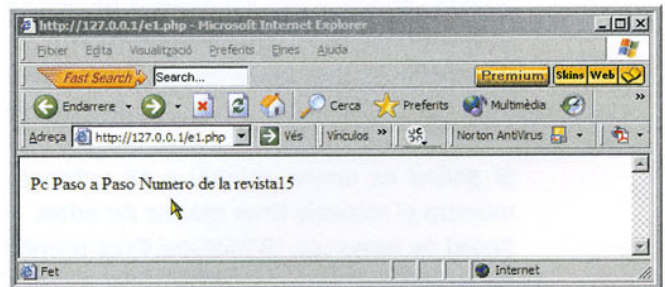 http://127.0.0.1/e1.php - Microsoft Internet Explorer
Fitxer Edita Visualització Preferits Eines Ajuda
Fast Search Search... Premium Skins Web
Endarrere Cerca Preferits Multimèdia »
Adreça http://127.0.0.1/e1.php Vés Vínculos » Norton AntiVirus
Pc Paso a Paso Numero de la revista15
Fet Internet